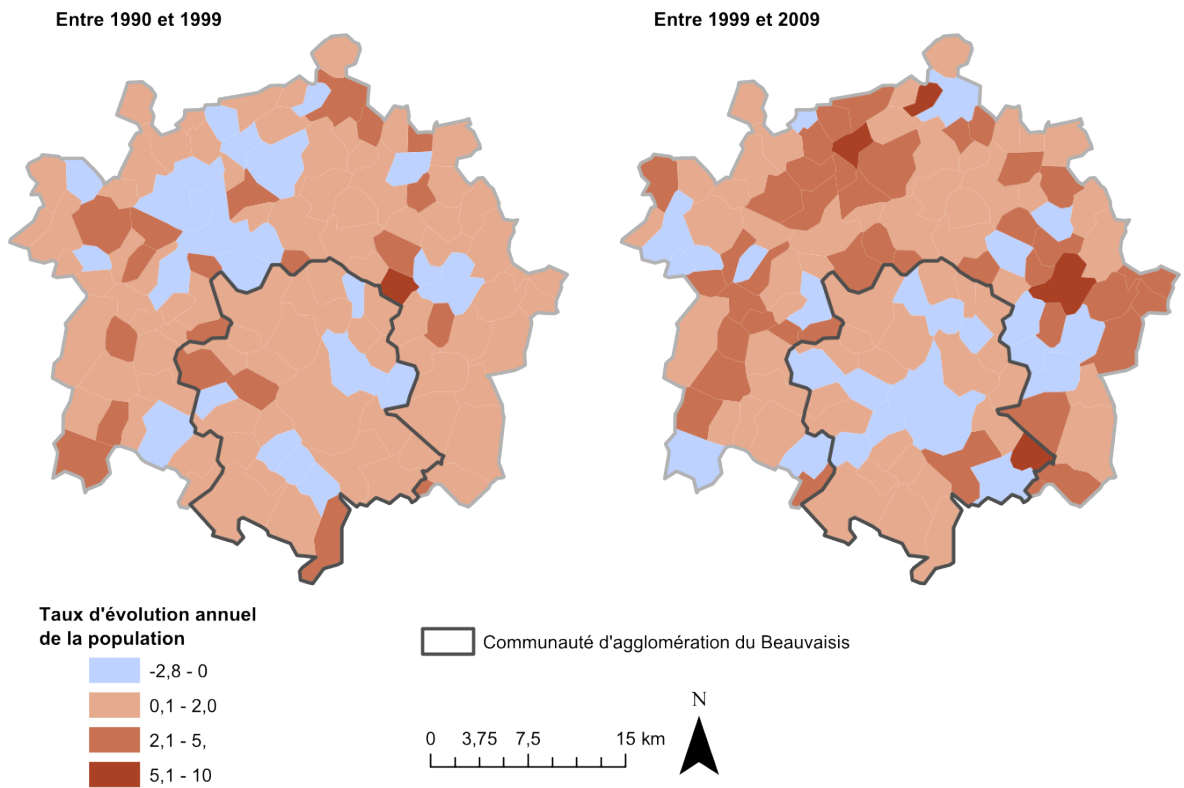 Entre 1990 et 1999
Entre 1999 et 2009
Taux d'évolution annuel
de la population
-2,8 - 0
0,1 - 2,0
2,1 - 5,
5,1 - 10
Communauté d'agglomération du Beauvaisis
0 3,75 7,5 15 km
N